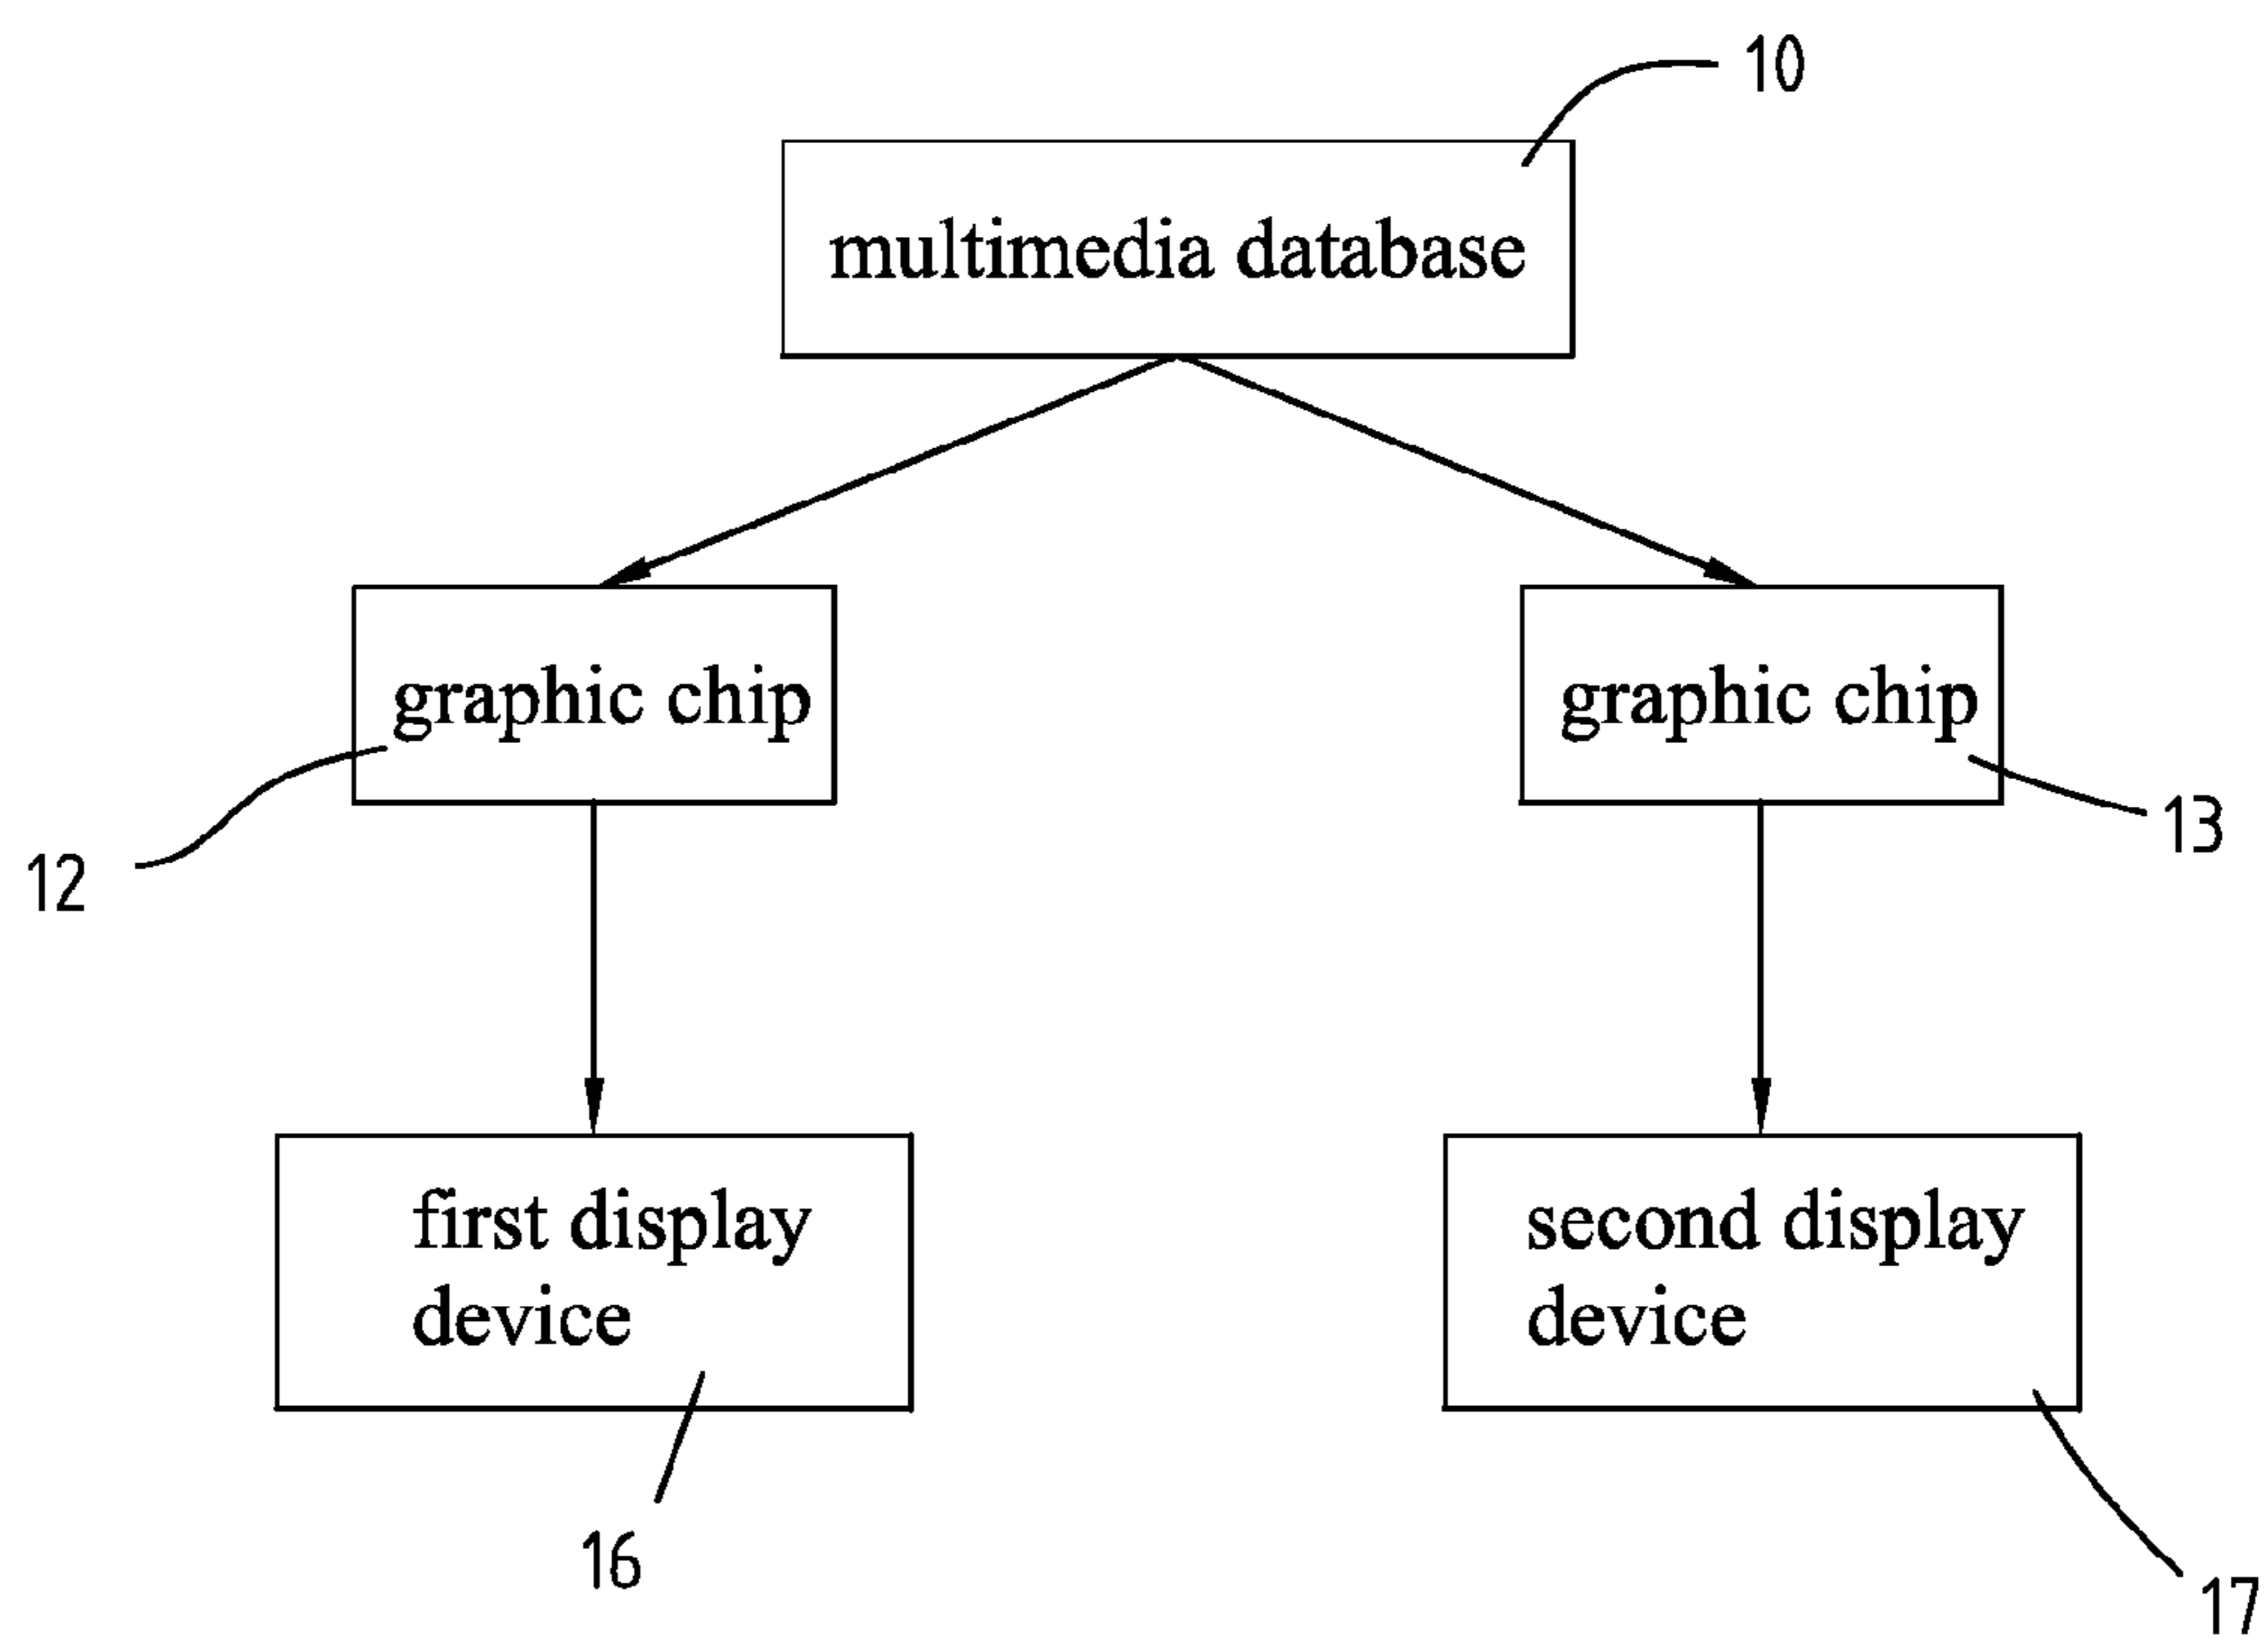 10
multimedia database
graphic chip
graphic chip
12
13
first display
device
second display
device
16
17